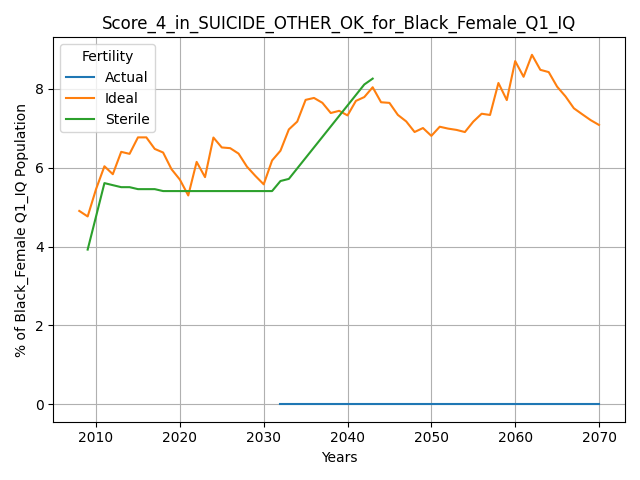 Score_4_in_SUICIDE_OTHER_OK_for_Black_Female_Q1_IQ
Fertility
Actual
Ideal
Sterile
% of Black_Female Q1_IQ Population
8
6
4
2
0
2010 2020 2030 2040 2050 2060 2070
Years